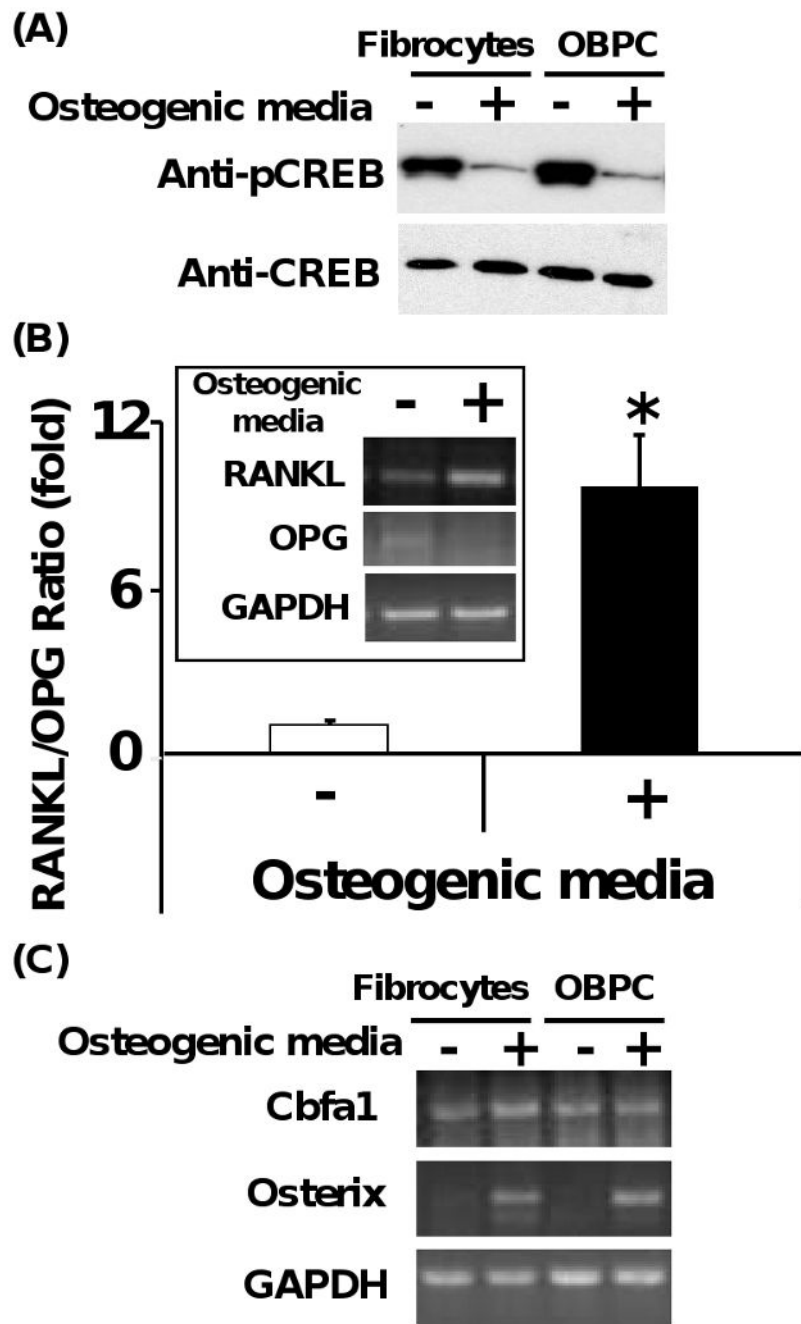 (A)
Fibrocytes OBPC
Osteogenic media - + - +
Anti-pCREB
Anti-CREB
(B)
RANKL/OPG Ratio (fold)
12
6
0
Osteogenic
media
- +
RANKL
OPG
GAPDH
*
- +
Osteogenic media
(C)
Fibrocytes OBPC
Osteogenic media - + - +
Cbfa1
Osterix
GAPDH